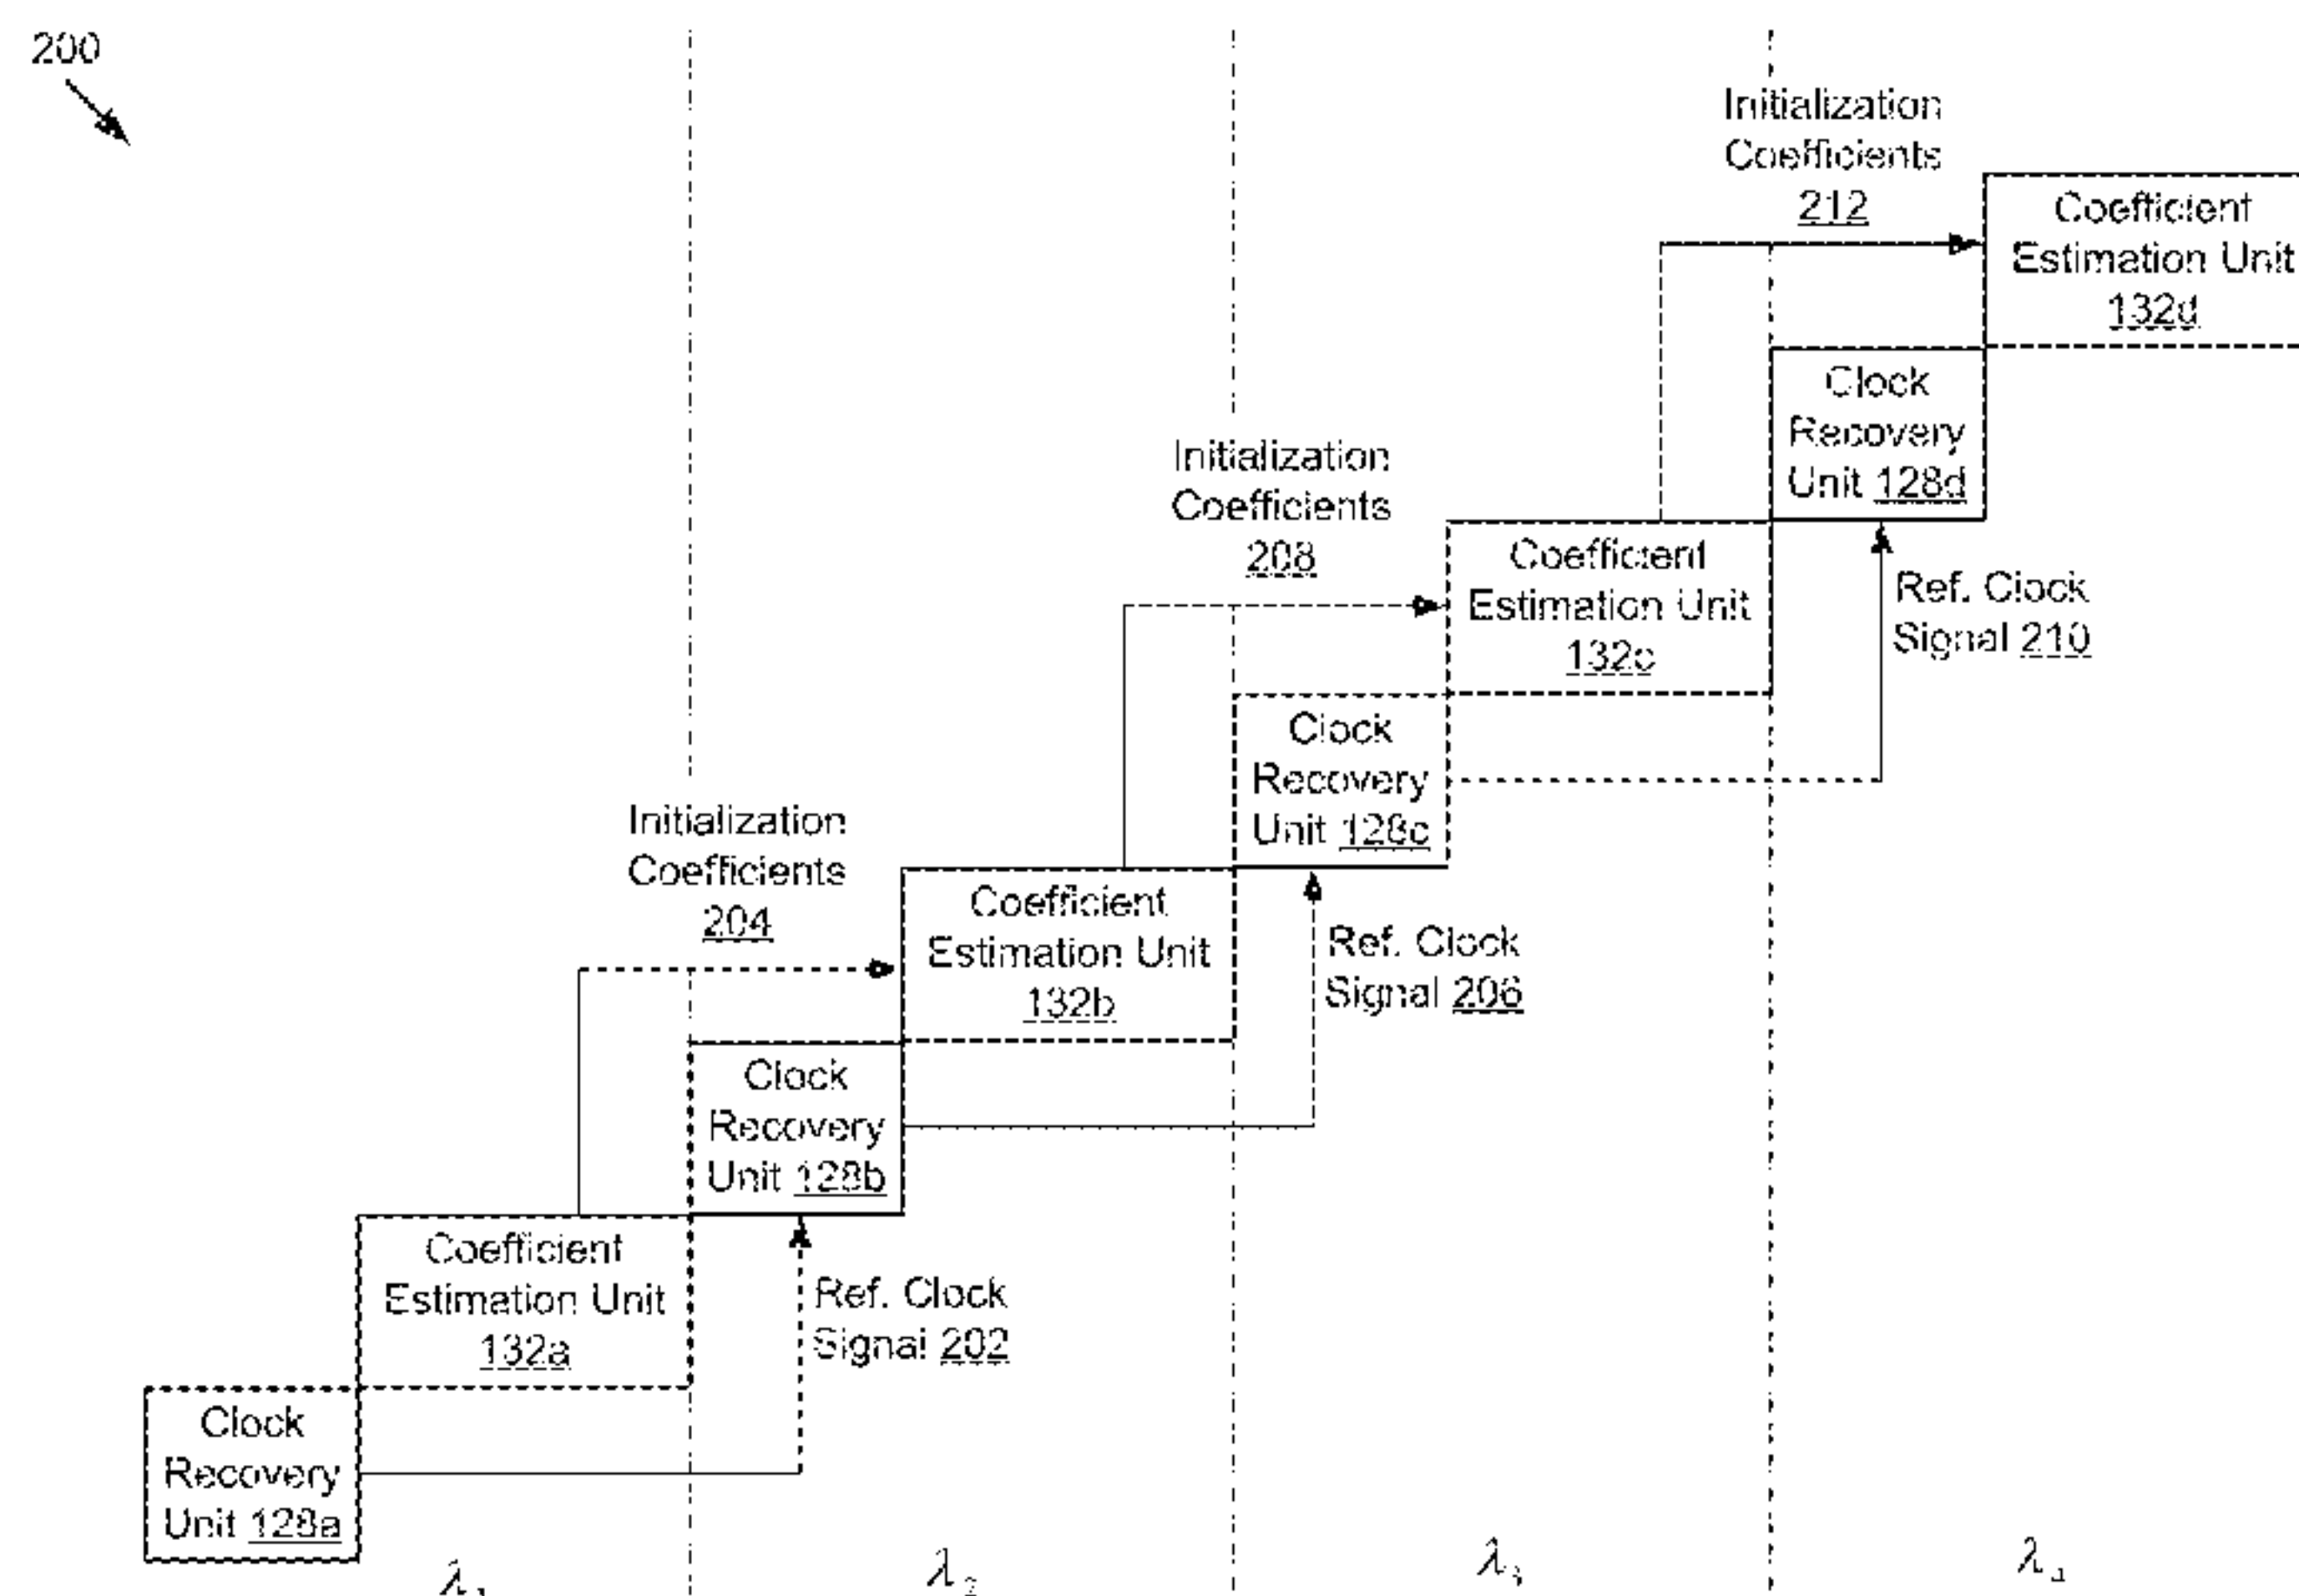 200
Initialization
Coefficients
212
Coefficient
Estimation Unit
132d
Clock
Recovery
Unit 128d
Initialization
Coefficients
208
Coefficient
Estimation Unit
132c
Ref. Clock
Signal 210
Clock
Recovery
Unit 128c
Initialization
Coefficients
204
Coefficient
Estimation Unit
132b
Ref. Clock
Signal 206
Clock
Recovery
Unit 128b
Coefficient
Estimation Unit
132a
Ref. Clock
Signal 202
Clock
Recovery
Unit 128a
λ1
λ2
λ3
λ4